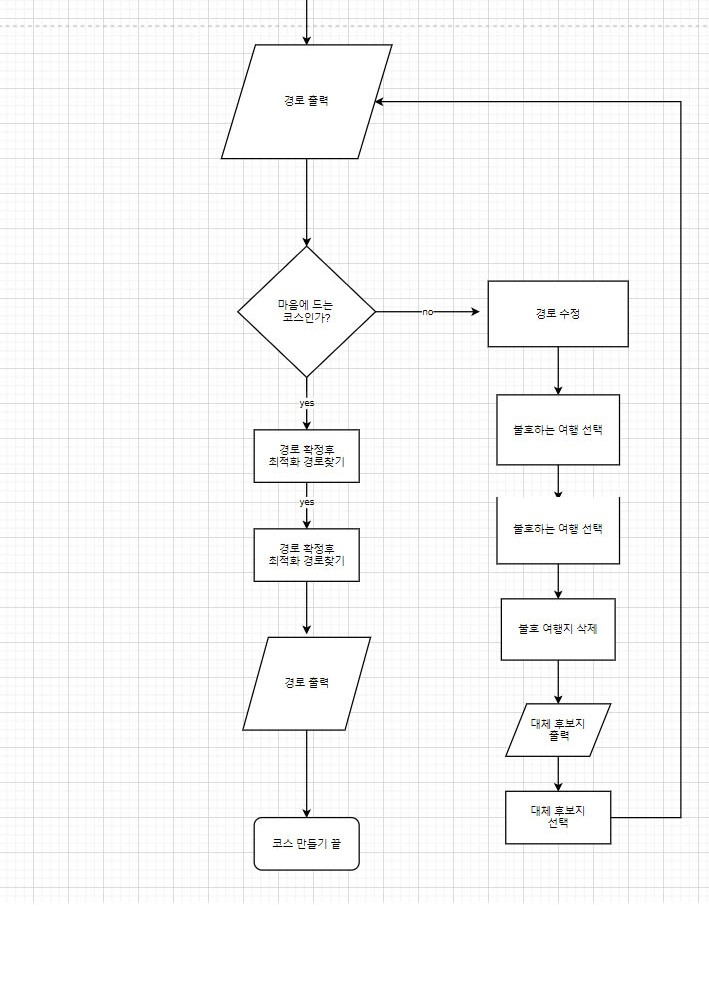 경로 출력
마음에 드는
코스인가?
no
경로 수정
yes
불호하는 여행 선택
경로 확정후
최적화 경로찾기
yes
불호하는 여행 선택
경로 확정후
최적화 경로찾기
불호 여행지 삭제
경로 출력
대체 후보지
출력
대체 후보지
선택
코스 만들기 끝